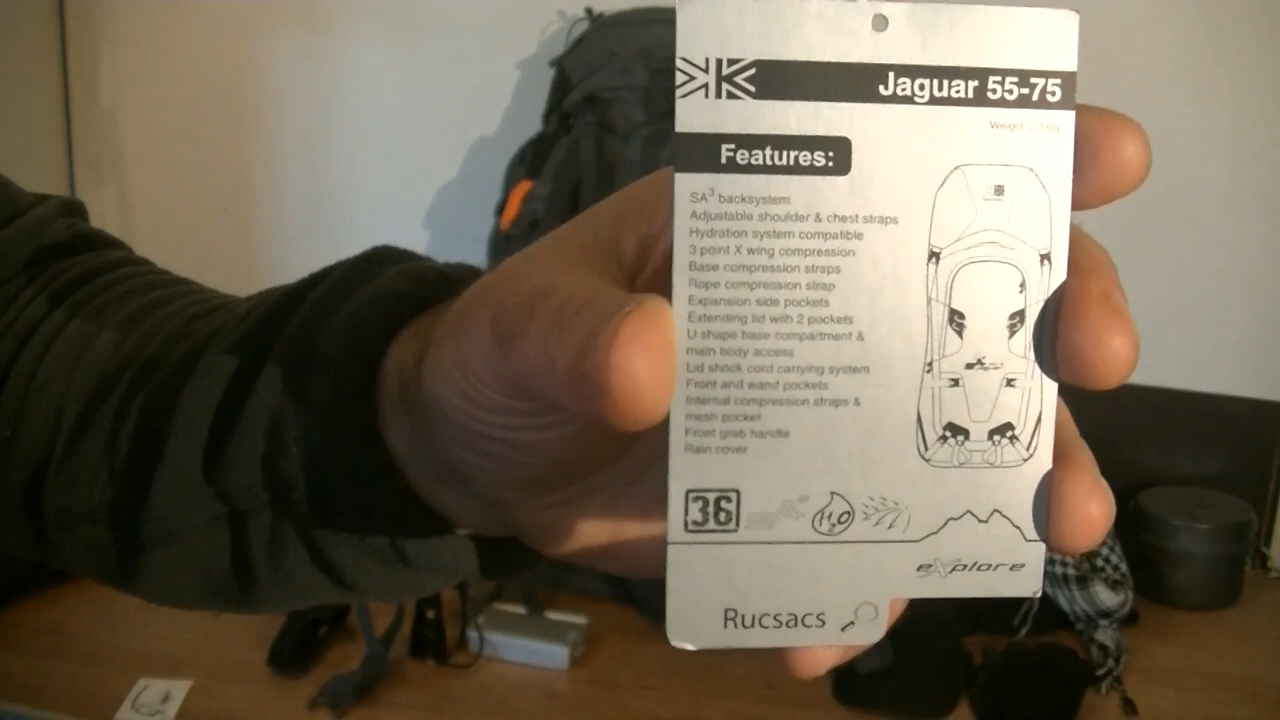 Jaguar 55-75
Features:
SA³ backsystem
Adjustable shoulder & chest straps
Hydration system compatible
3 point X wing compression
Base compression straps
Rope compression strap
Expansion side pockets
Extending lid with 2 pockets
U shape base compartment &
main body access
Lid shock cord carrying system
Front and wand pockets
Internal compression straps &
mesh pocket
Front grab handle
Rain cover
36
H2O
eXplore
Rucsacs